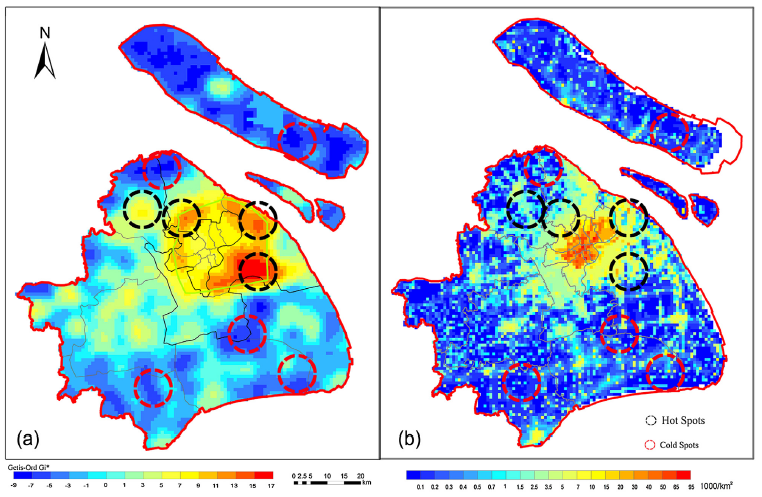 N
(a)
Getis-Ord Gi*
-9 -6 -5 -3 -1 0 1 3 5 7 9 11 13 15 17
0 2.5 5 10 15 20
km
(b)
Hot Spots
Cold Spots
0.1 0.2 0.3 0.4 0.5 0.7 1 1.5 2.5 5 7 10 15 20 30 40 50 60 65 95
1000/km²